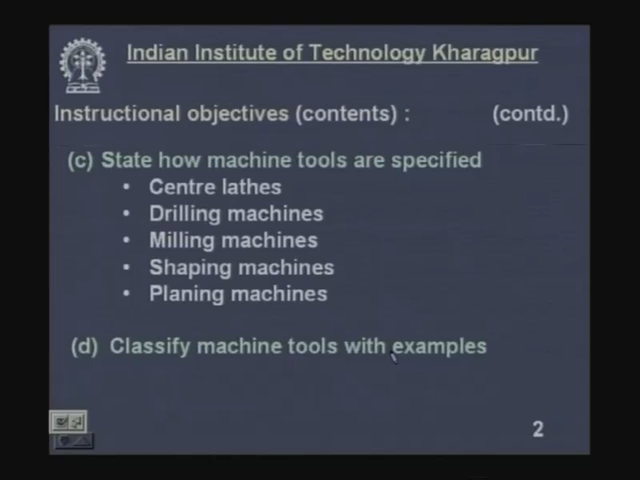 Indian Institute of Technology Kharagpur
Instructional objectives (contents) : (contd.)
(c) State how machine tools are specified
• Centre lathes
• Drilling machines
• Milling machines
• Shaping machines
• Planing machines
(d) Classify machine tools with examples
2